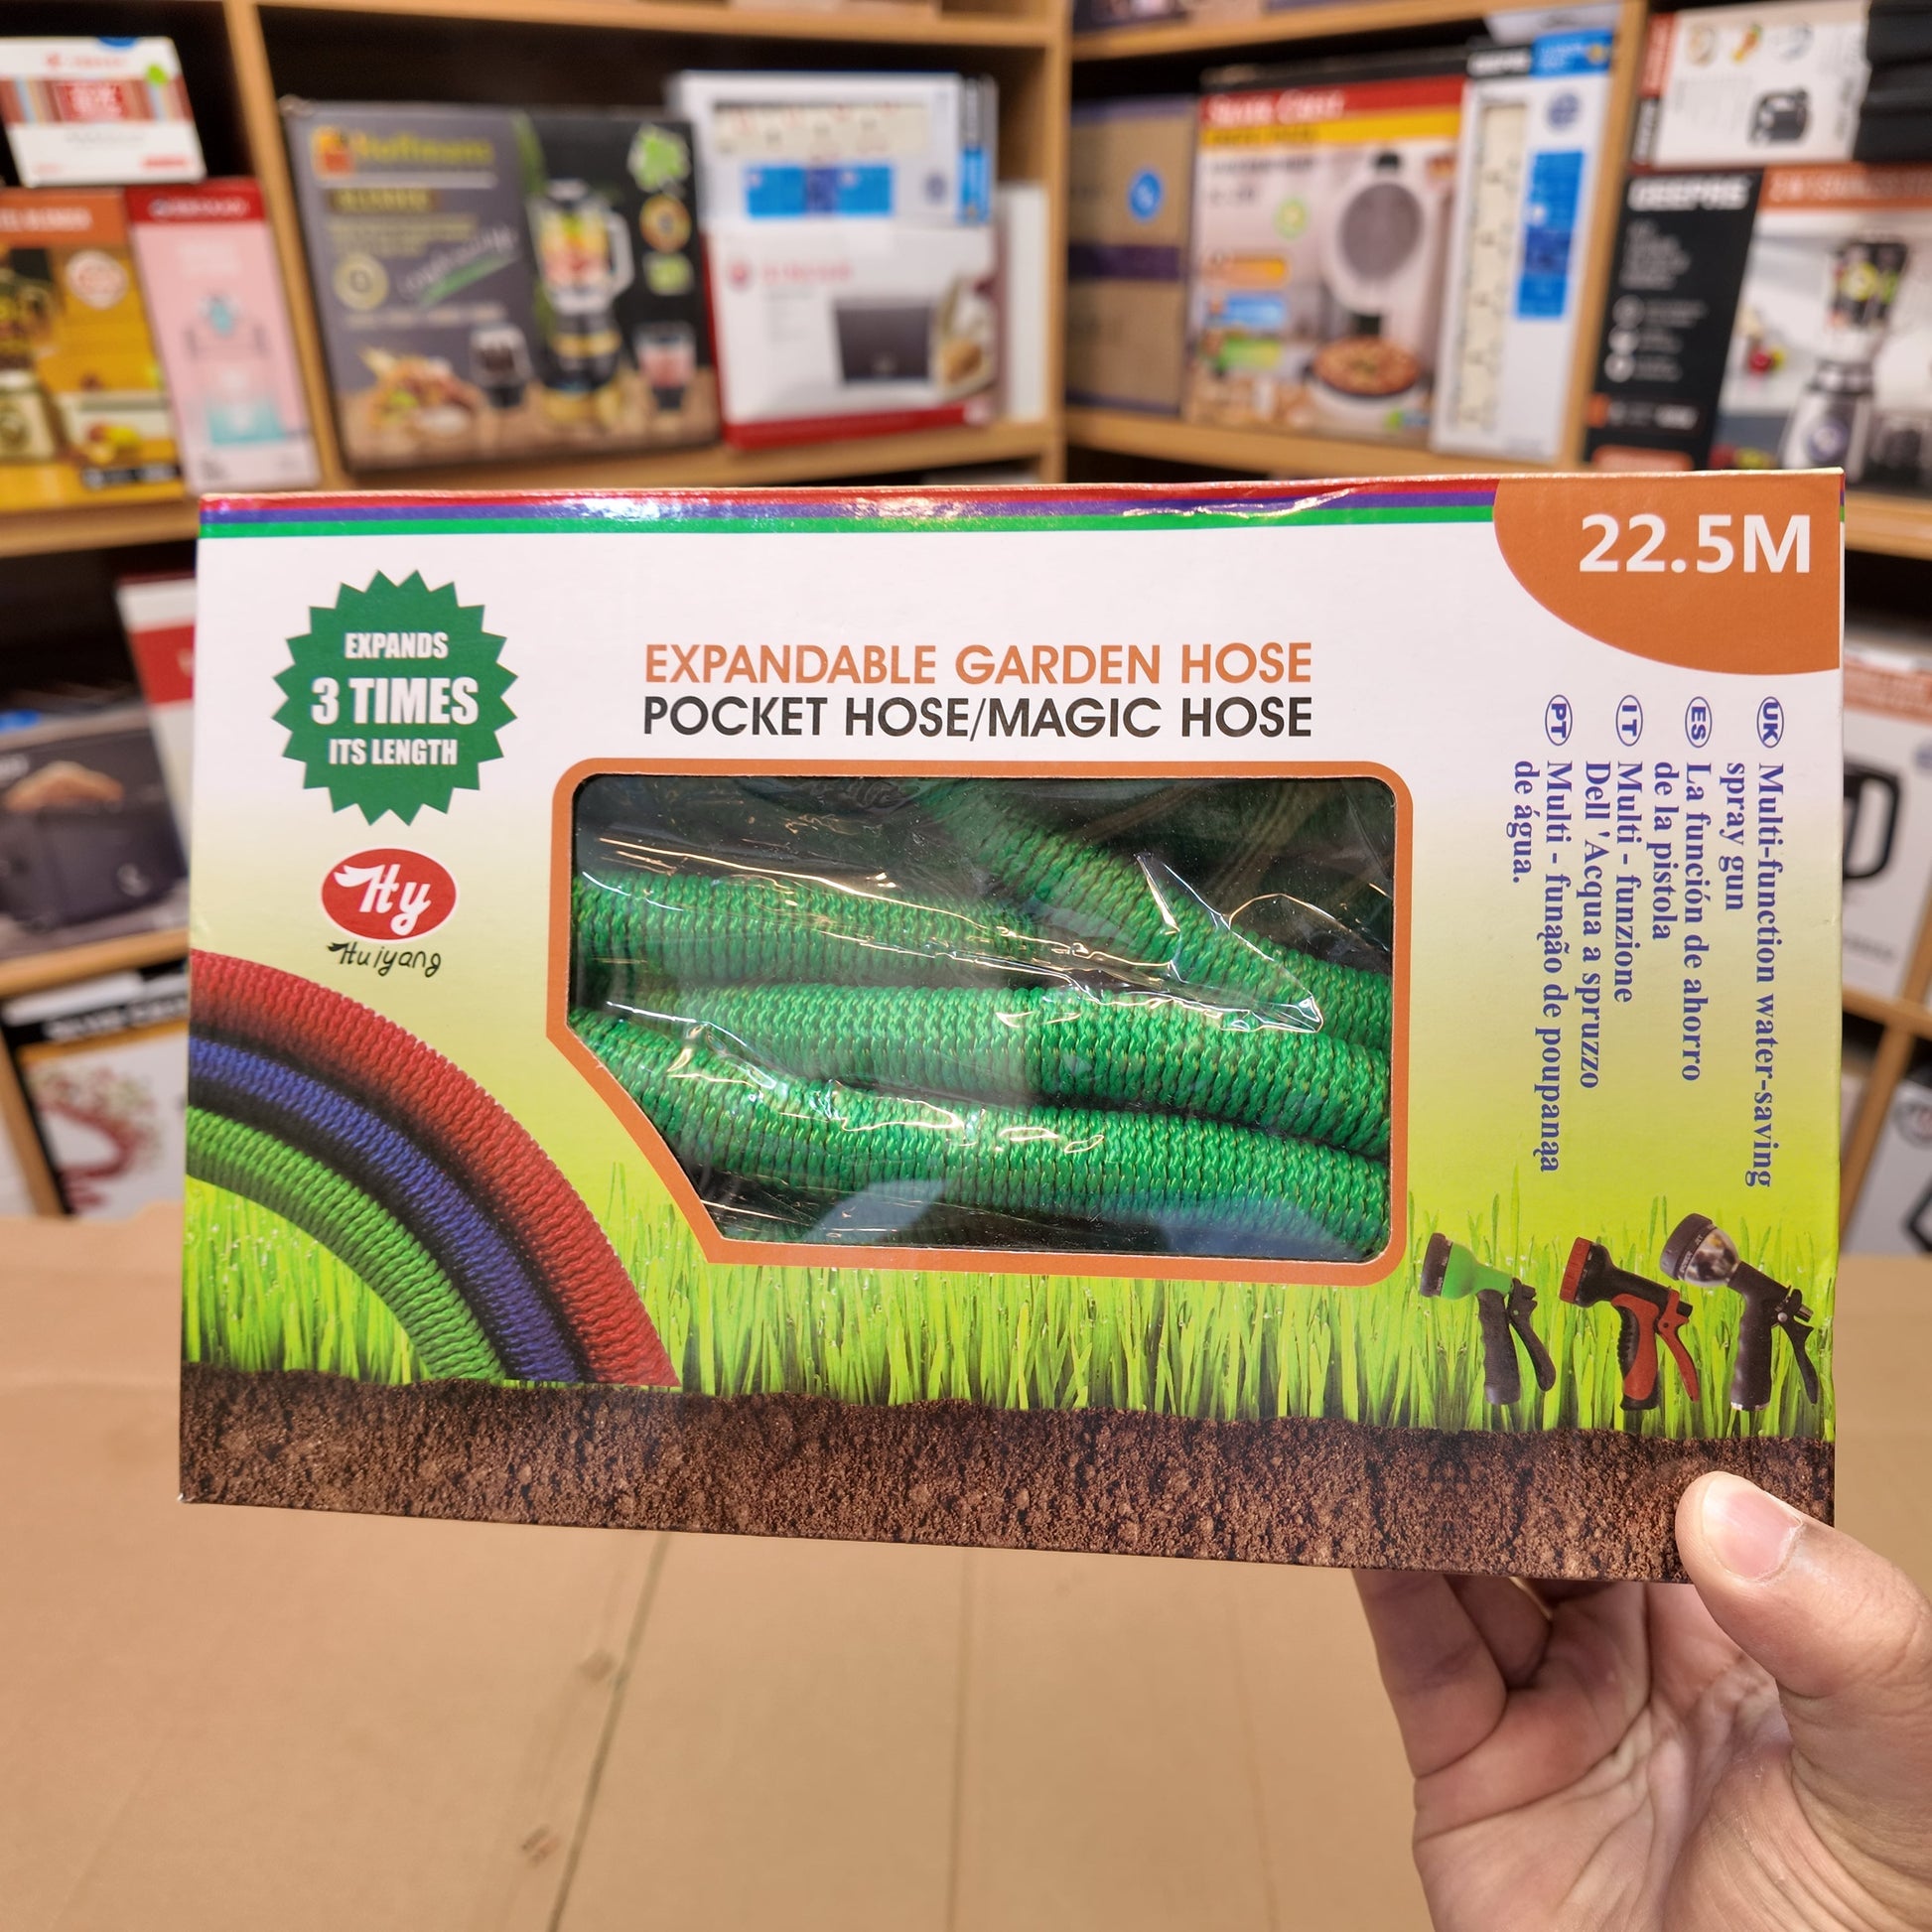 22.5M
EXPANDS
3 TIMES
ITS LENGTH
EXPANDABLE GARDEN HOSE
POCKET HOSE/MAGIC HOSE
Hy
Huiyang
UK Multi-function water-saving
spray gun
ES La función de ahorro
de la pistola
IT Multi - funzione
Dell'Acqua a spruzzo
PT Multi - funąão de poupanąa
de água.